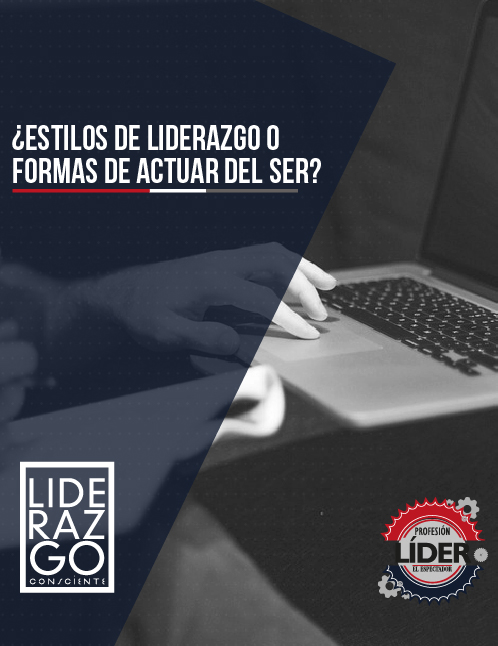 ¿ESTILOS DE LIDERAZGO O
FORMAS DE ACTUAR DEL SER?
LIDE
RAZ
GO
CONSCIENTE
PROFESIÓN
LÍDER
EL ESPECTADOR